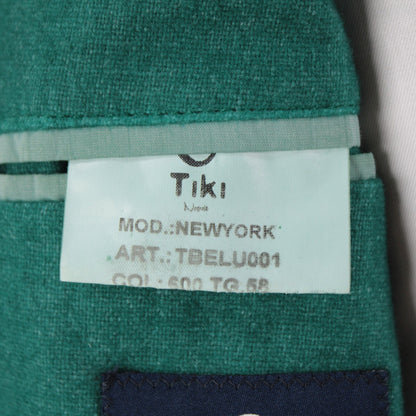 Tiki
MOD.:NEWYORK
ART.:TBELU001
COL:600 TG.58